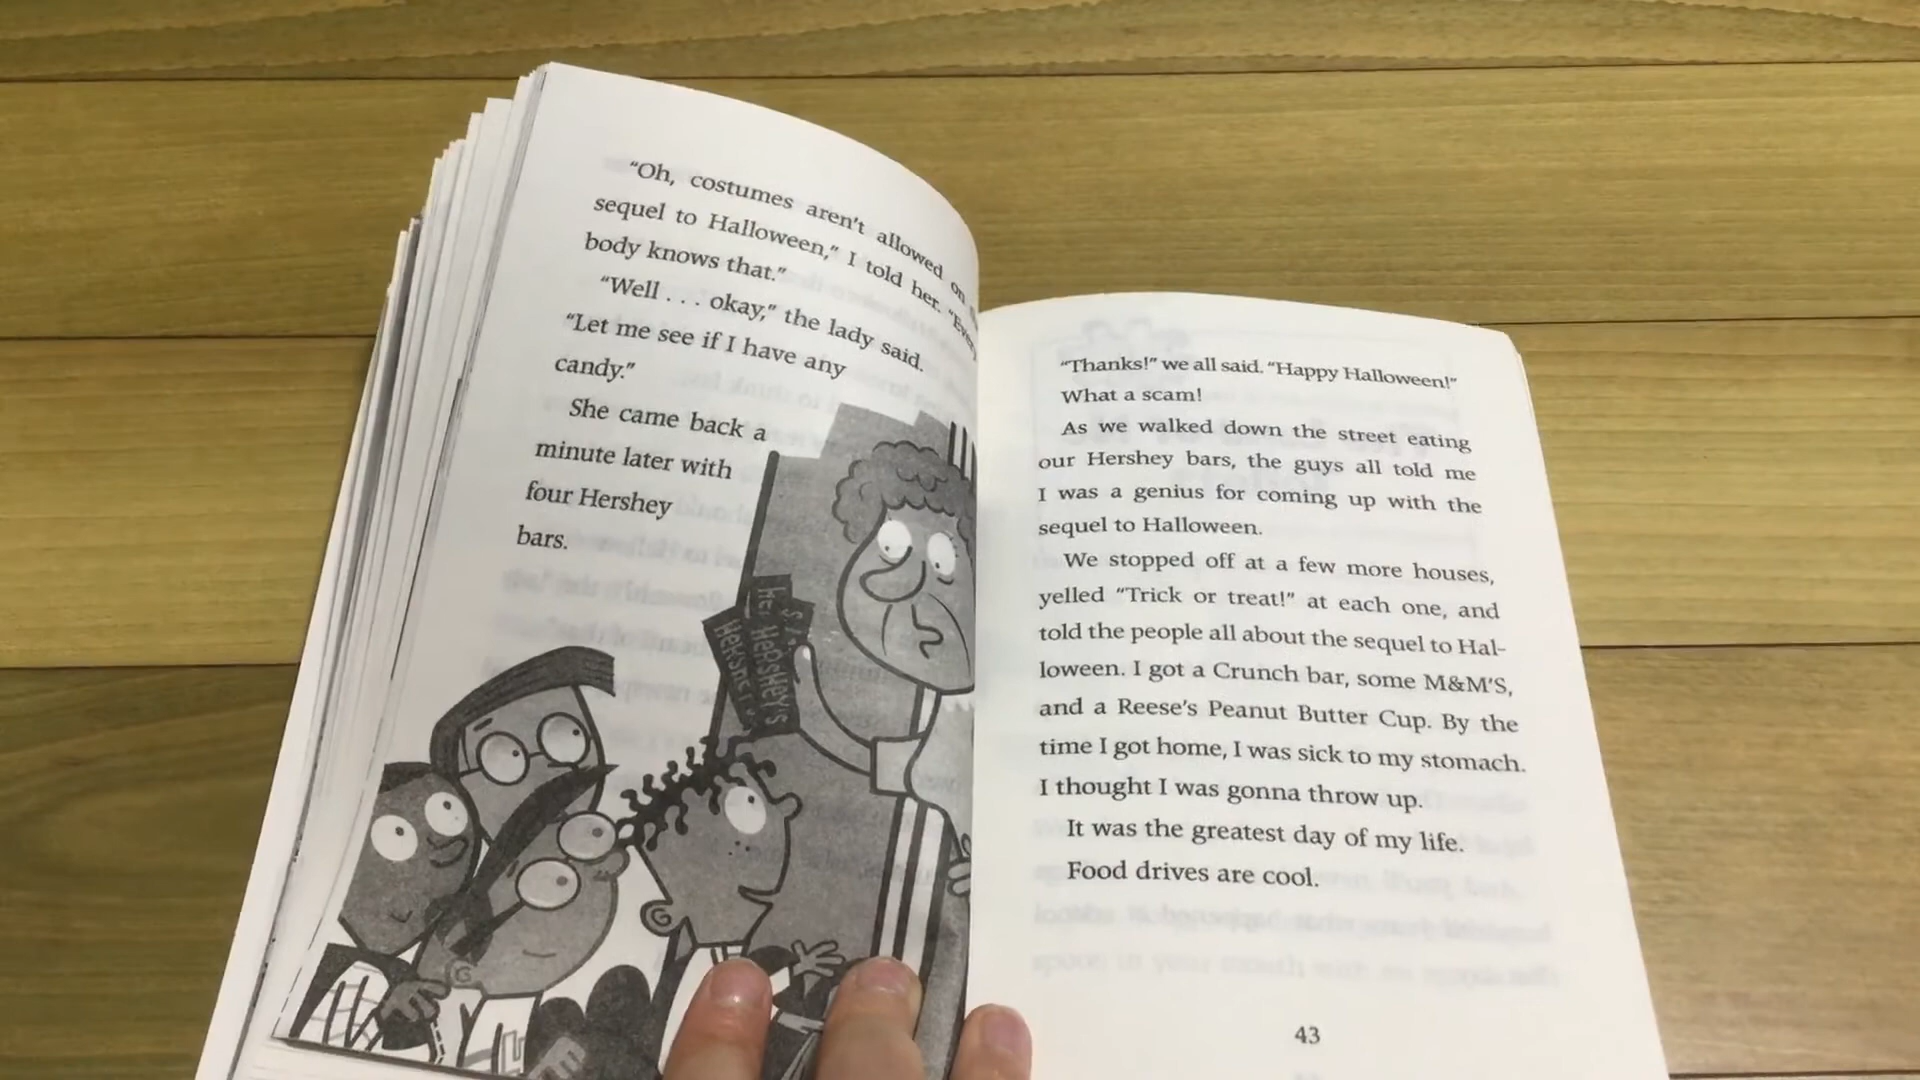 “Oh, costumes aren’t allowed on
sequel to Halloween,” I told her. “Every
body knows that.”
“Well . . . okay,” the lady said.
“Let me see if I have any
candy.”
She came back a
minute later with
four Hershey
bars.
HERSHEY'S
“Thanks!” we all said. “Happy Halloween!”
What a scam!
As we walked down the street eating
our Hershey bars, the guys all told me
I was a genius for coming up with the
sequel to Halloween.
We stopped off at a few more houses,
yelled “Trick or treat!” at each one, and
told the people all about the sequel to Hal-
loween. I got a Crunch bar, some M&M’S,
and a Reese’s Peanut Butter Cup. By the
time I got home, I was sick to my stomach.
I thought I was gonna throw up.
It was the greatest day of my life.
Food drives are cool.
43